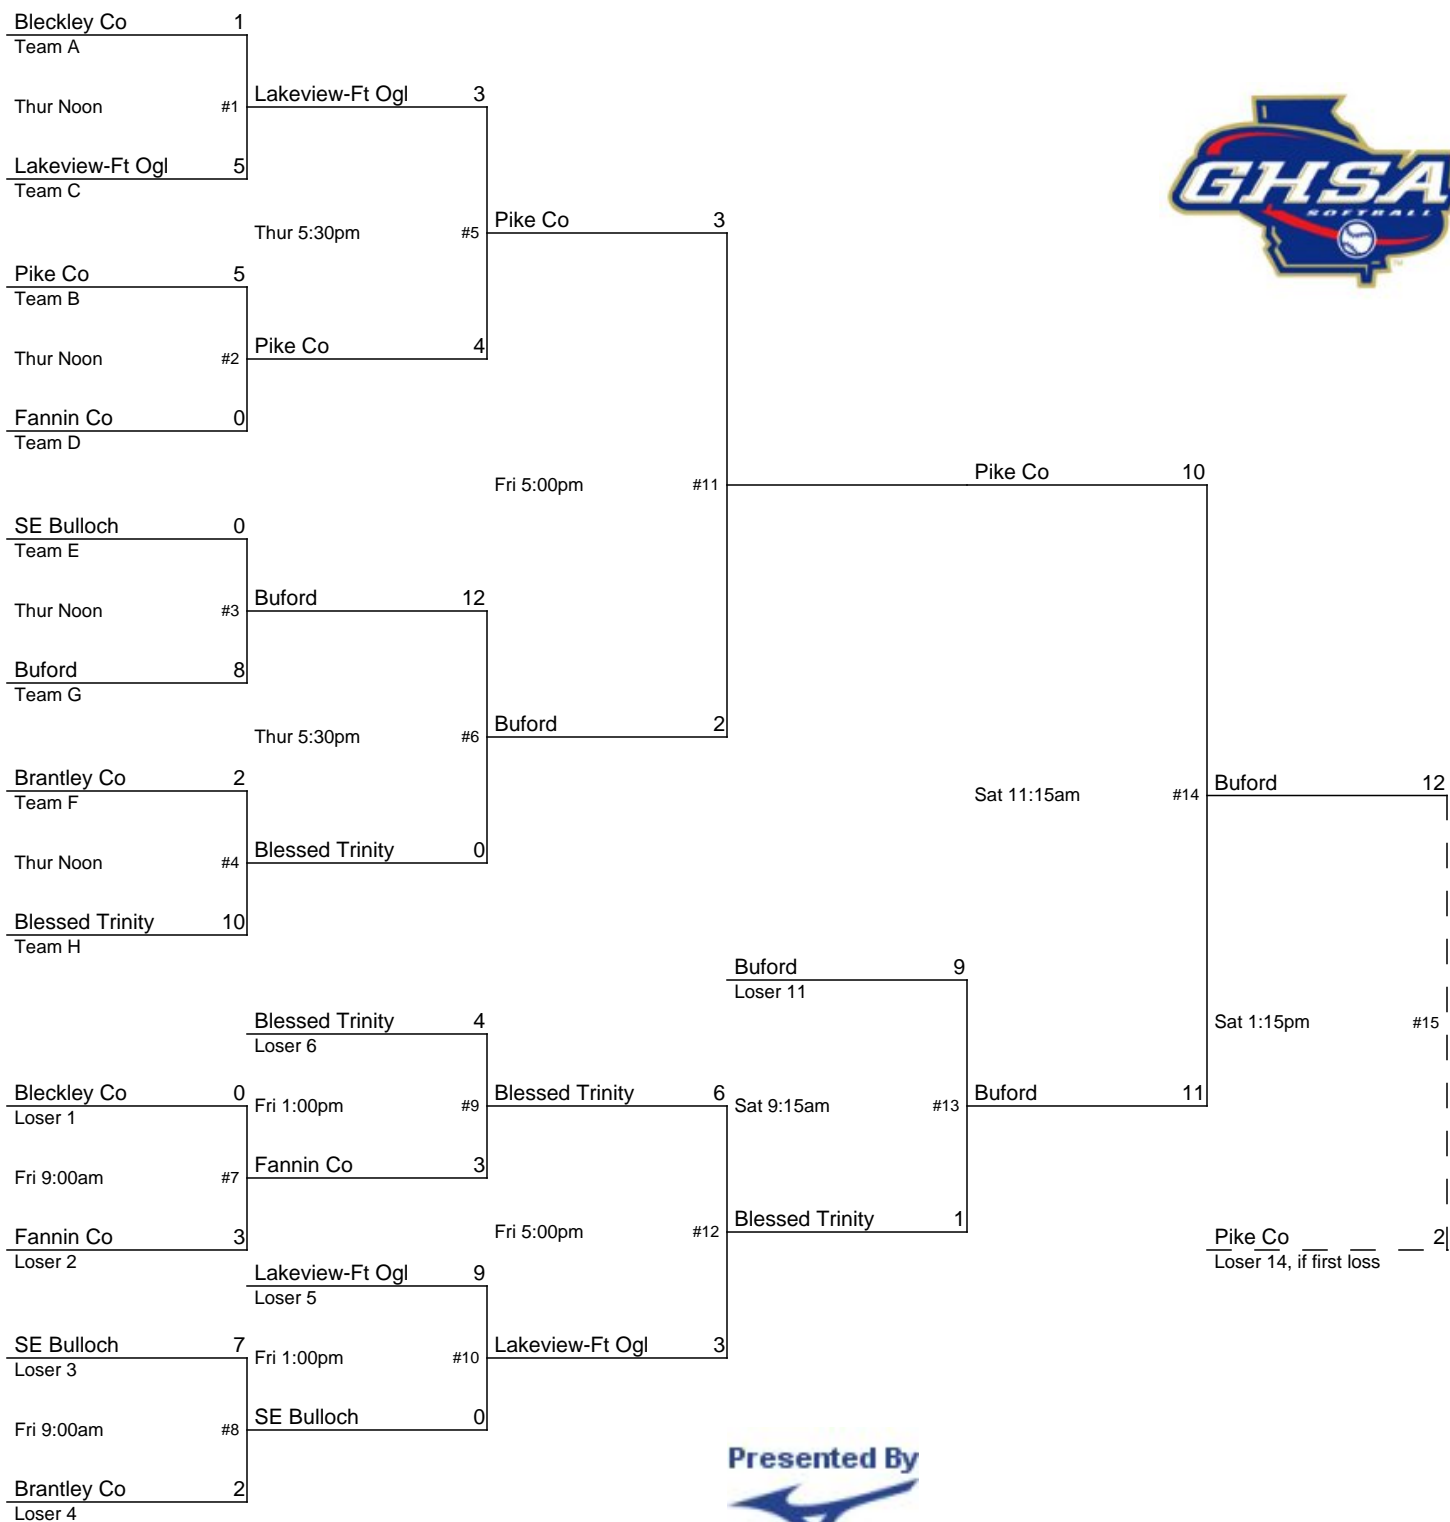 Bleckley Co 1
Team A
Thur Noon #1
Lakeview-Ft Ogl 3
Lakeview-Ft Ogl 5
Team C
Thur 5:30pm #5
Pike Co 3
Pike Co 5
Team B
Thur Noon #2
Pike Co 4
Fannin Co 0
Team D
GHSA
SOFTBALL
TM
Fri 5:00pm #11
Pike Co 10
SE Bulloch 0
Team E
Thur Noon #3
Buford 12
Buford 8
Team G
Thur 5:30pm #6
Buford 2
Brantley Co 2
Team F
Thur Noon #4
Blessed Trinity 0
Blessed Trinity 10
Team H
Sat 11:15am #14
Buford 12
Buford 9
Loser 11
Blessed Trinity 4
Loser 6
Sat 1:15pm #15
Bleckley Co 0
Loser 1
Fri 1:00pm #9
Blessed Trinity 6
Sat 9:15am #13
Buford 11
Fri 9:00am #7
Fannin Co 3
Fannin Co 3
Loser 2
Fri 5:00pm #12
Blessed Trinity 1
Pike Co 2
Loser 14, if first loss
Lakeview-Ft Ogl 9
Loser 5
SE Bulloch 7
Loser 3
Fri 1:00pm #10
Lakeview-Ft Ogl 3
Fri 9:00am #8
SE Bulloch 0
Brantley Co 2
Loser 4
Presented By